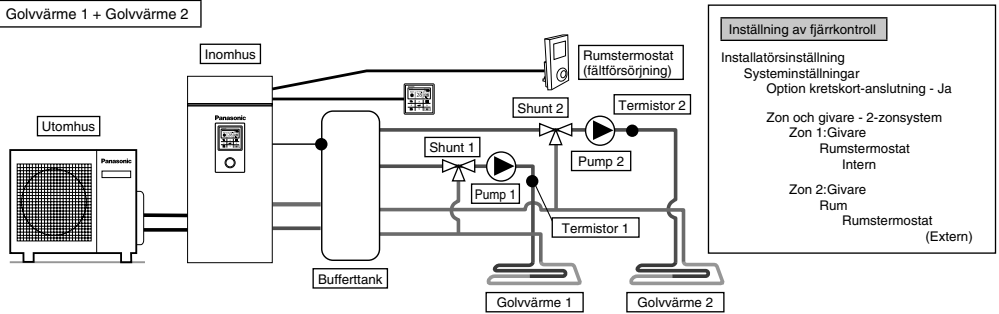 Golvvärme 1 + Golvvärme 2
Inomhus
Rumstermostat
(fältförsörjning)
Utomhus
Panasonic
Panasonic
Shunt 2
Termistor 2
Shunt 1
Pump 2
Pump 1
Termistor 1
Bufferttank
Golvvärme 1
Golvvärme 2
Inställning av fjärrkontroll
Installatörsinställning
Systeminställningar
Option kretskort-anslutning - Ja
Zon och givare - 2-zonsystem
Zon 1:Givare
Rumstermostat
Intern
Zon 2:Givare
Rum
Rumstermostat
(Extern)